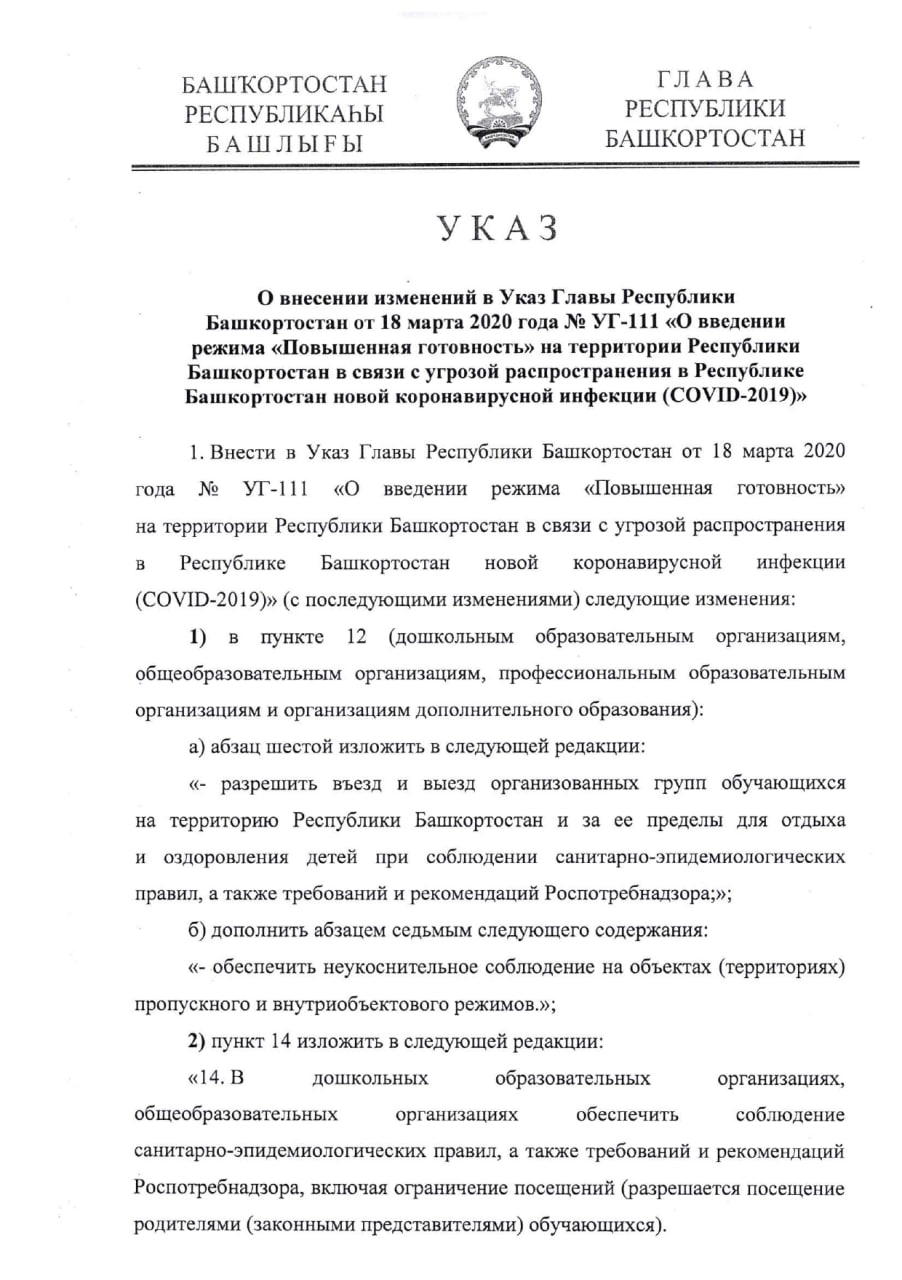 БАШҠОРТОСТАН
РЕСПУБЛИКАҺЫ
БАШЛЫҒЫ
ГЛАВА
РЕСПУБЛИКИ
БАШКОРТОСТАН
УКАЗ
О внесении изменений в Указ Главы Республики
Башкортостан от 18 марта 2020 года № УГ-111 «О введении
режима «Повышенная готовность» на территории Республики
Башкортостан в связи с угрозой распространения в Республике
Башкортостан новой коронавирусной инфекции (COVID-2019)»
1. Внести в Указ Главы Республики Башкортостан от 18 марта 2020
года № УГ-111 «О введении режима «Повышенная готовность»
на территории Республики Башкортостан в связи с угрозой распространения
в Республике Башкортостан новой коронавирусной инфекции
(COVID-2019)» (с последующими изменениями) следующие изменения:
1) в пункте 12 (дошкольным образовательным организациям,
общеобразовательным организациям, профессиональным образовательным
организациям и организациям дополнительного образования):
а) абзац шестой изложить в следующей редакции:
«- разрешить въезд и выезд организованных групп обучающихся
на территорию Республики Башкортостан и за ее пределы для отдыха
и оздоровления детей при соблюдении санитарно-эпидемиологических
правил, а также требований и рекомендаций Роспотребнадзора;»;
б) дополнить абзацем седьмым следующего содержания:
«- обеспечить неукоснительное соблюдение на объектах (территориях)
пропускного и внутриобъектового режимов.»;
2) пункт 14 изложить в следующей редакции:
«14. В дошкольных образовательных организациях,
общеобразовательных организациях обеспечить соблюдение
санитарно-эпидемиологических правил, а также требований и рекомендаций
Роспотребнадзора, включая ограничение посещений (разрешается посещение
родителями (законными представителями) обучающихся).